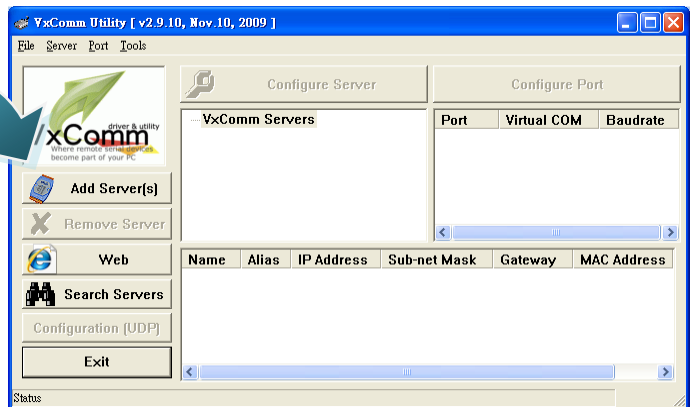 VxComm Utility [ v2.9.10, Nov.10, 2009 ]
File Server Port Tools
VxComm
driver & utility
Where remote serial devices
become part of your PC
Configure Server
Configure Port
VxComm Servers
Port Virtual COM Baudrate
Add Server(s)
Remove Server
Web
Search Servers
Configuration (UDP)
Exit
Name Alias IP Address Sub-net Mask Gateway MAC Address
Status